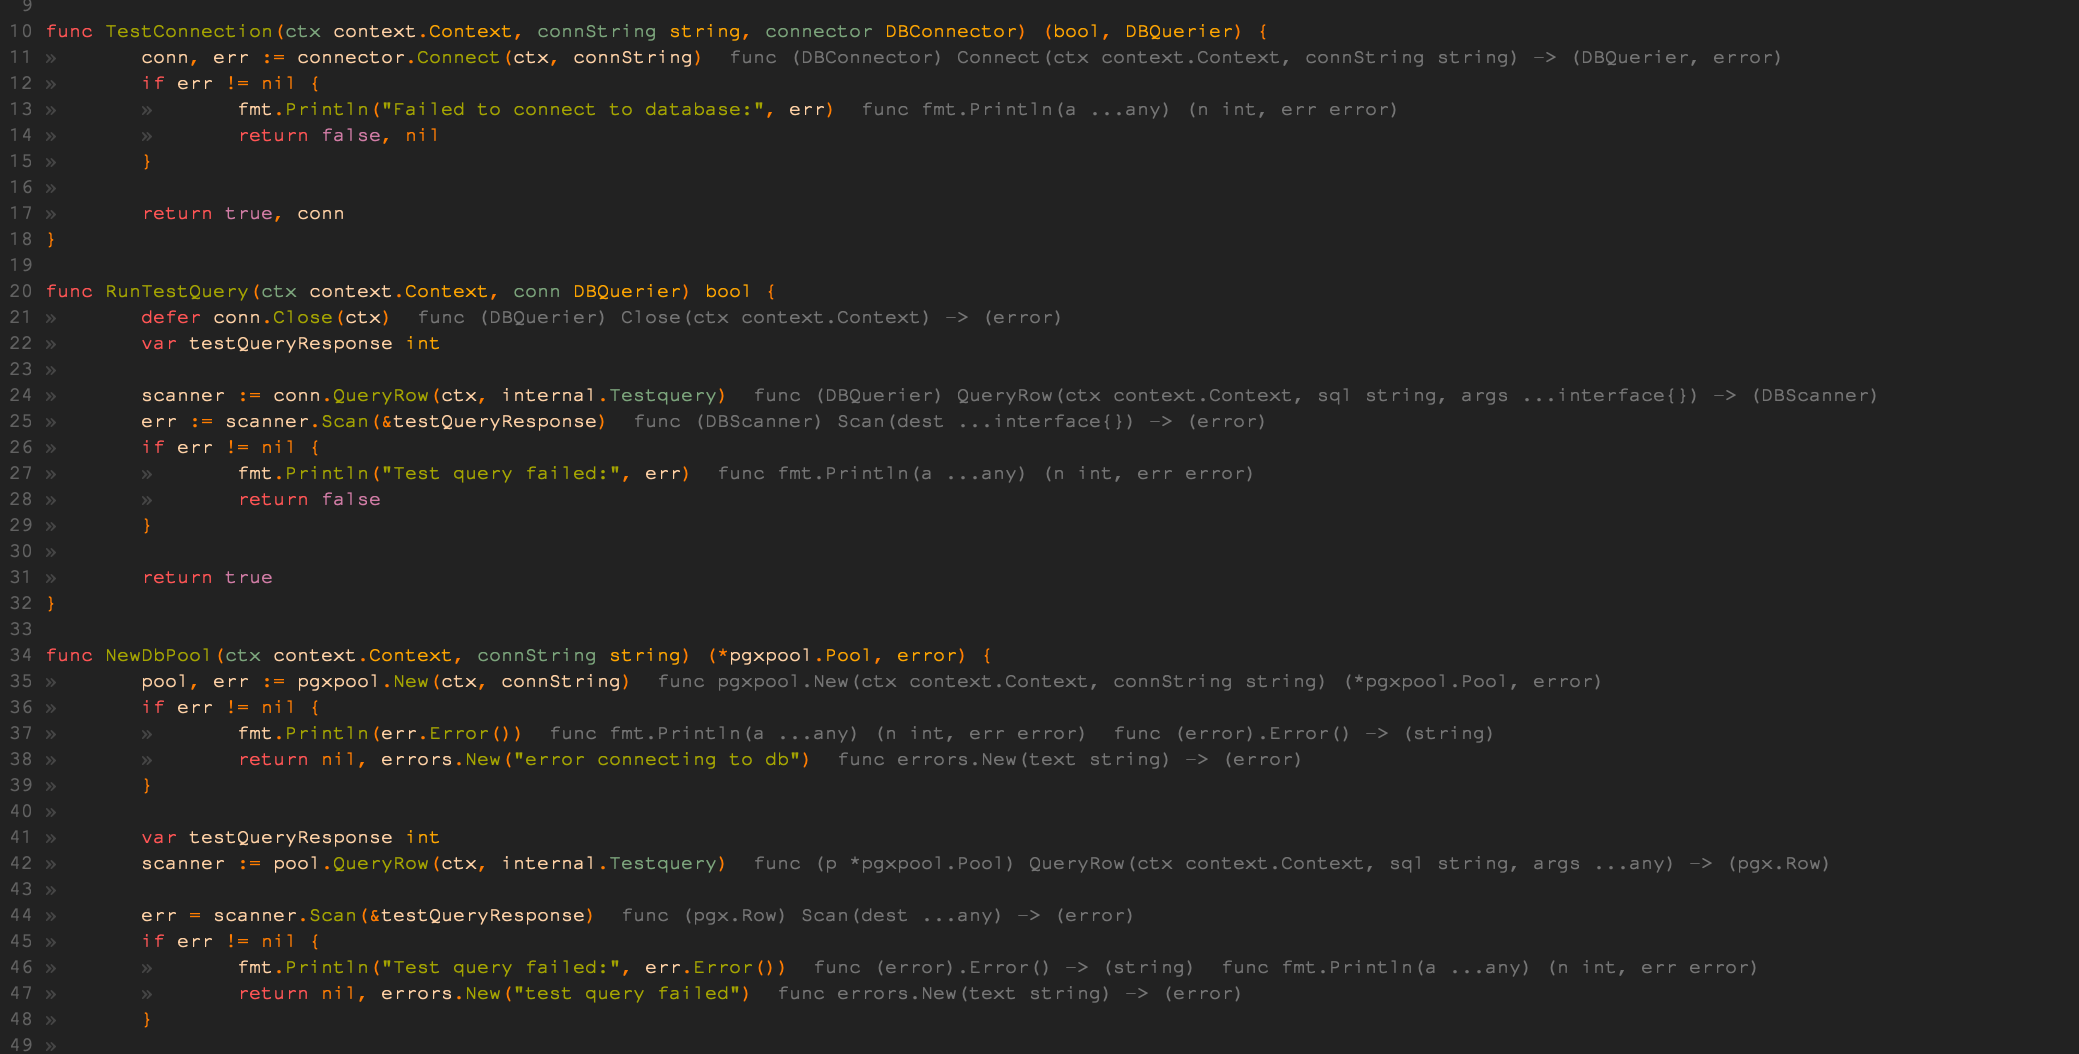 9
10 func TestConnection(ctx context.Context, connString string, connector DBConnector) (bool, DBQuerier) {
11 » conn, err := connector.Connect(ctx, connString) func (DBConnector) Connect(ctx context.Context, connString string) -> (DBQuerier, error)
12 » if err != nil {
13 » » fmt.Println("Failed to connect to database:", err) func fmt.Println(a ...any) (n int, err error)
14 » » return false, nil
15 » }
16 »
17 » return true, conn
18 }
19
20 func RunTestQuery(ctx context.Context, conn DBQuerier) bool {
21 » defer conn.Close(ctx) func (DBQuerier) Close(ctx context.Context) -> (error)
22 » var testQueryResponse int
23 »
24 » scanner := conn.QueryRow(ctx, internal.Testquery) func (DBQuerier) QueryRow(ctx context.Context, sql string, args ...interface{}) -> (DBScanner)
25 » err := scanner.Scan(&testQueryResponse) func (DBScanner) Scan(dest ...interface{}) -> (error)
26 » if err != nil {
27 » » fmt.Println("Test query failed:", err) func fmt.Println(a ...any) (n int, err error)
28 » » return false
29 » }
30 »
31 » return true
32 }
33
34 func NewDbPool(ctx context.Context, connString string) (*pgxpool.Pool, error) {
35 » pool, err := pgxpool.New(ctx, connString) func pgxpool.New(ctx context.Context, connString string) (*pgxpool.Pool, error)
36 » if err != nil {
37 » » fmt.Println(err.Error()) func fmt.Println(a ...any) (n int, err error) func (error).Error() -> (string)
38 » » return nil, errors.New("error connecting to db") func errors.New(text string) -> (error)
39 » }
40 »
41 » var testQueryResponse int
42 » scanner := pool.QueryRow(ctx, internal.Testquery) func (p *pgxpool.Pool) QueryRow(ctx context.Context, sql string, args ...any) -> (pgx.Row)
43 »
44 » err = scanner.Scan(&testQueryResponse) func (pgx.Row) Scan(dest ...any) -> (error)
45 » if err != nil {
46 » » fmt.Println("Test query failed:", err.Error()) func (error).Error() -> (string) func fmt.Println(a ...any) (n int, err error)
47 » » return nil, errors.New("test query failed") func errors.New(text string) -> (error)
48 » }
49 »